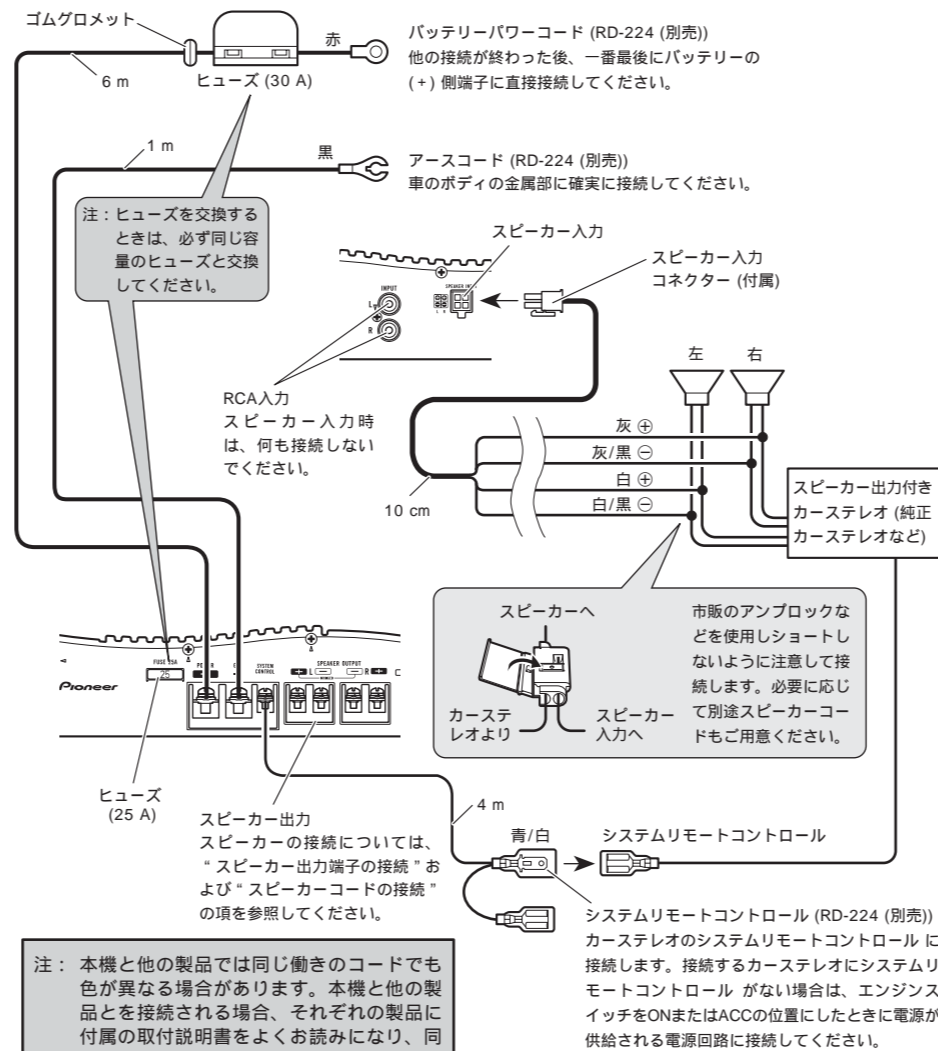 ゴムグロメット
赤
6 m
ヒューズ (30 A)
バッテリーパワーコード (RD-224 (別売))
他の接続が終わった後、一番最後にバッテリーの
(+) 側端子に直接接続してください。
1 m
黒
アースコード (RD-224 (別売))
車のボディの金属部に確実に接続してください。
注：ヒューズを交換する
ときは、必ず同じ容
量のヒューズと交換
してください。
スピーカー入力
スピーカー入力
コネクター (付属)
INPUT
L
R
L R
RCA入力
スピーカー入力時
は、何も接続しない
でください。
左
右
灰 ⊕
灰/黒 ⊖
白 ⊕
白/黒 ⊖
10 cm
スピーカー出力付き
カーステレオ (純正
カーステレオなど)
スピーカーへ
カーステ
レオより
スピーカー
入力へ
市販のアンプロックな
どを使用しショートし
ないように注意して接
続します。必要に応じ
て別途スピーカーコー
ドもご用意ください。
Pioneer
FUSE 25A
25
SYSTEM
CONTROL
SPEAKER OUTPUT
L
R
ヒューズ
(25 A)
スピーカー出力
スピーカーの接続については、
“ スピーカー出力端子の接続 ” お
よび “ スピーカーコードの接続 ”
の項を参照してください。
4 m
青/白
システムリモートコントロール
システムリモートコントロール (RD-224 (別売))
カーステレオのシステムリモートコントロール に
接続します。接続するカーステレオにシステムリ
モートコントロール がない場合は、エンジンス
イッチをONまたはACCの位置にしたときに電源が
供給される電源回路に接続してください。
注： 本機と他の製品では同じ働きのコードでも
色が異なる場合があります。本機と他の製
品とを接続される場合、それぞれの製品に
付属の取付説明書をよくお読みになり、同